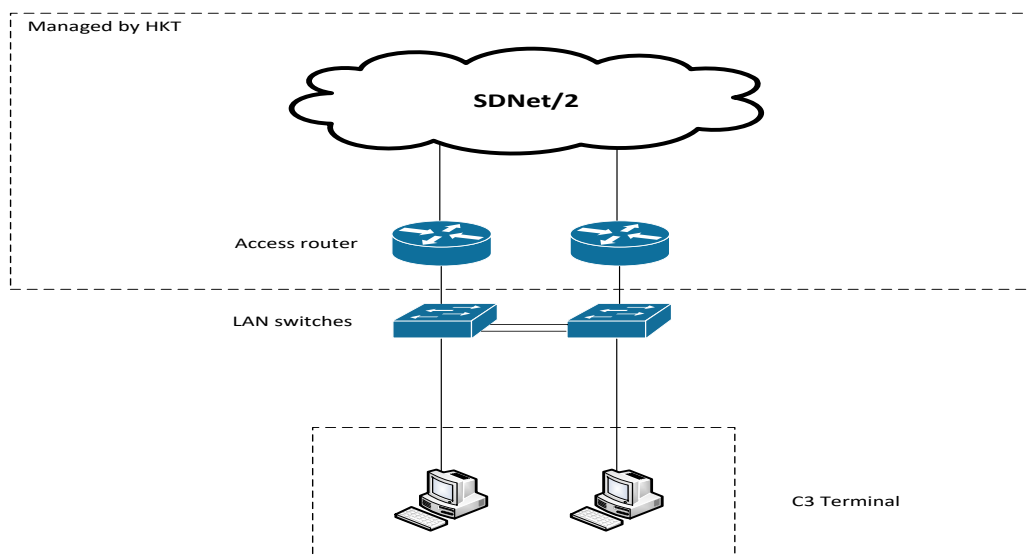 Managed by HKT
SDNet/2
Access router
LAN switches
C3 Terminal